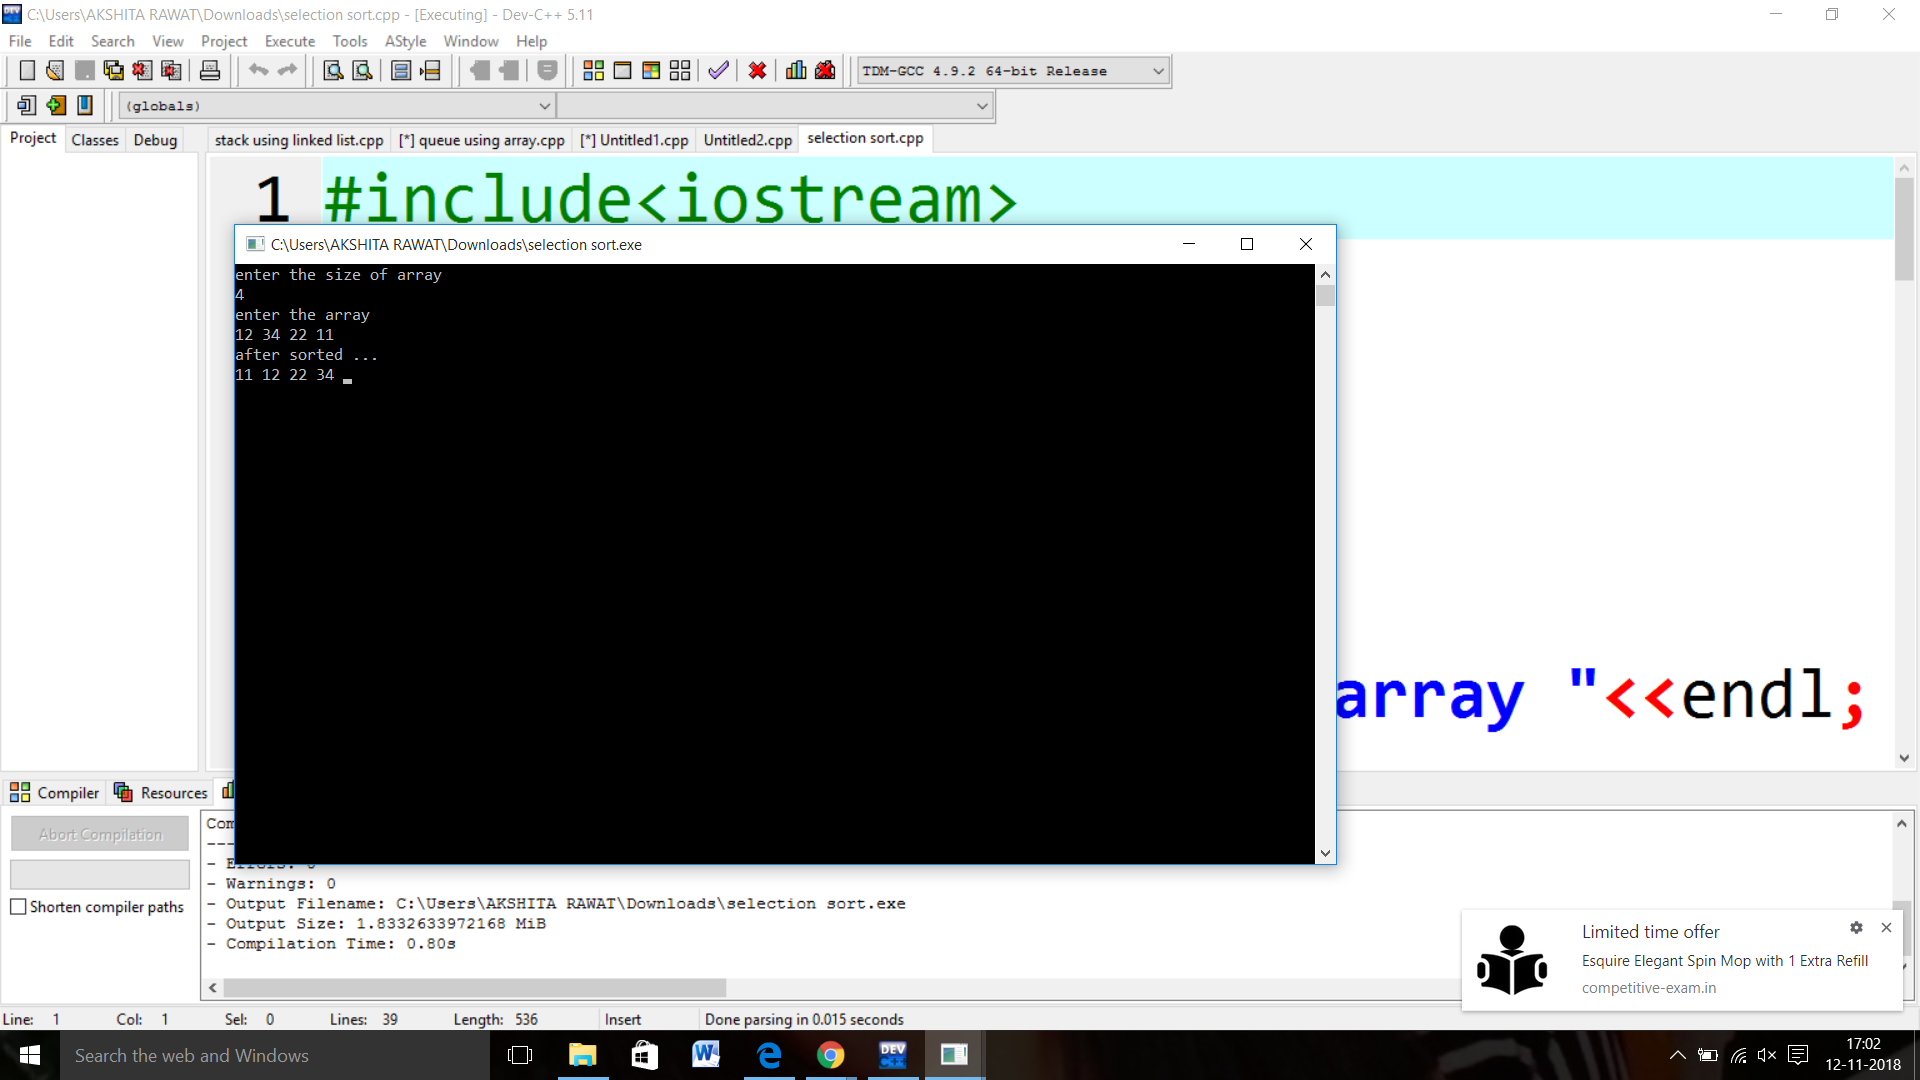 C:\Users\AKSHITA RAWAT\Downloads\selection sort.cpp - [Executing] - Dev-C++ 5.11
File Edit Search View Project Execute Tools AStyle Window Help
TDM-GCC 4.9.2 64-bit Release
(globals)
Project Classes Debug
stack using linked list.cpp [*] queue using array.cpp [*] Untitled1.cpp Untitled2.cpp selection sort.cpp
1 #include<iostream>
C:\Users\AKSHITA RAWAT\Downloads\selection sort.exe
enter the size of array
4
enter the array
12 34 22 11
after sorted ...
11 12 22 34
array "<<endl;
Compiler Resources
Abort Compilation
Shorten compiler paths
- Warnings: 0
- Output Filename: C:\Users\AKSHITA RAWAT\Downloads\selection sort.exe
- Output Size: 1.8332633972168 MiB
- Compilation Time: 0.80s
Limited time offer
Esquire Elegant Spin Mop with 1 Extra Refill
competitive-exam.in
Line: 1 Col: 1 Sel: 0 Lines: 39 Length: 536 Insert Done parsing in 0.015 seconds
Search the web and Windows
DEV C++
17:02
12-11-2018